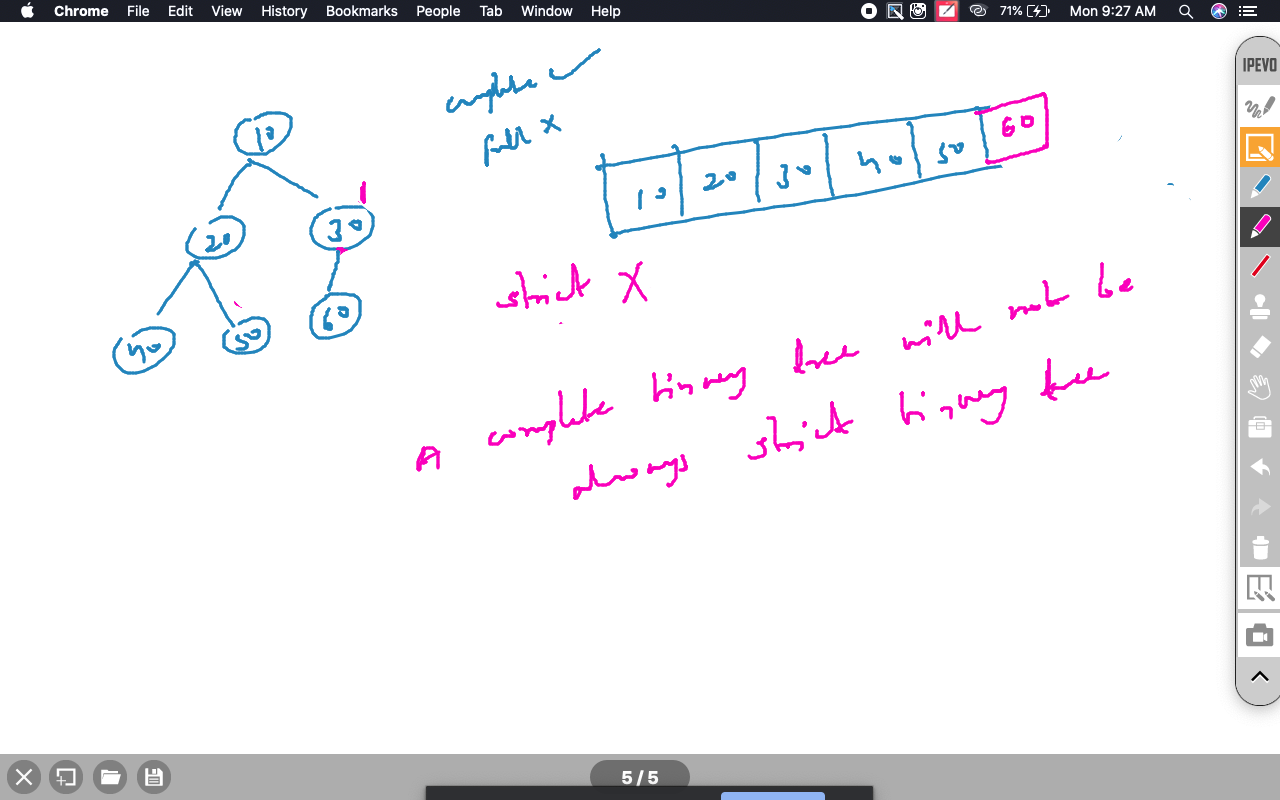 Chrome File Edit View History Bookmarks People Tab Window Help 71% Mon 9:27 AM
IPEVO
complete ✓
full X
10
20 30
40 50 60
10 20 30 40 50 60
1
strict X
A complete binary tree will not be
always strict binary tree
5 / 5